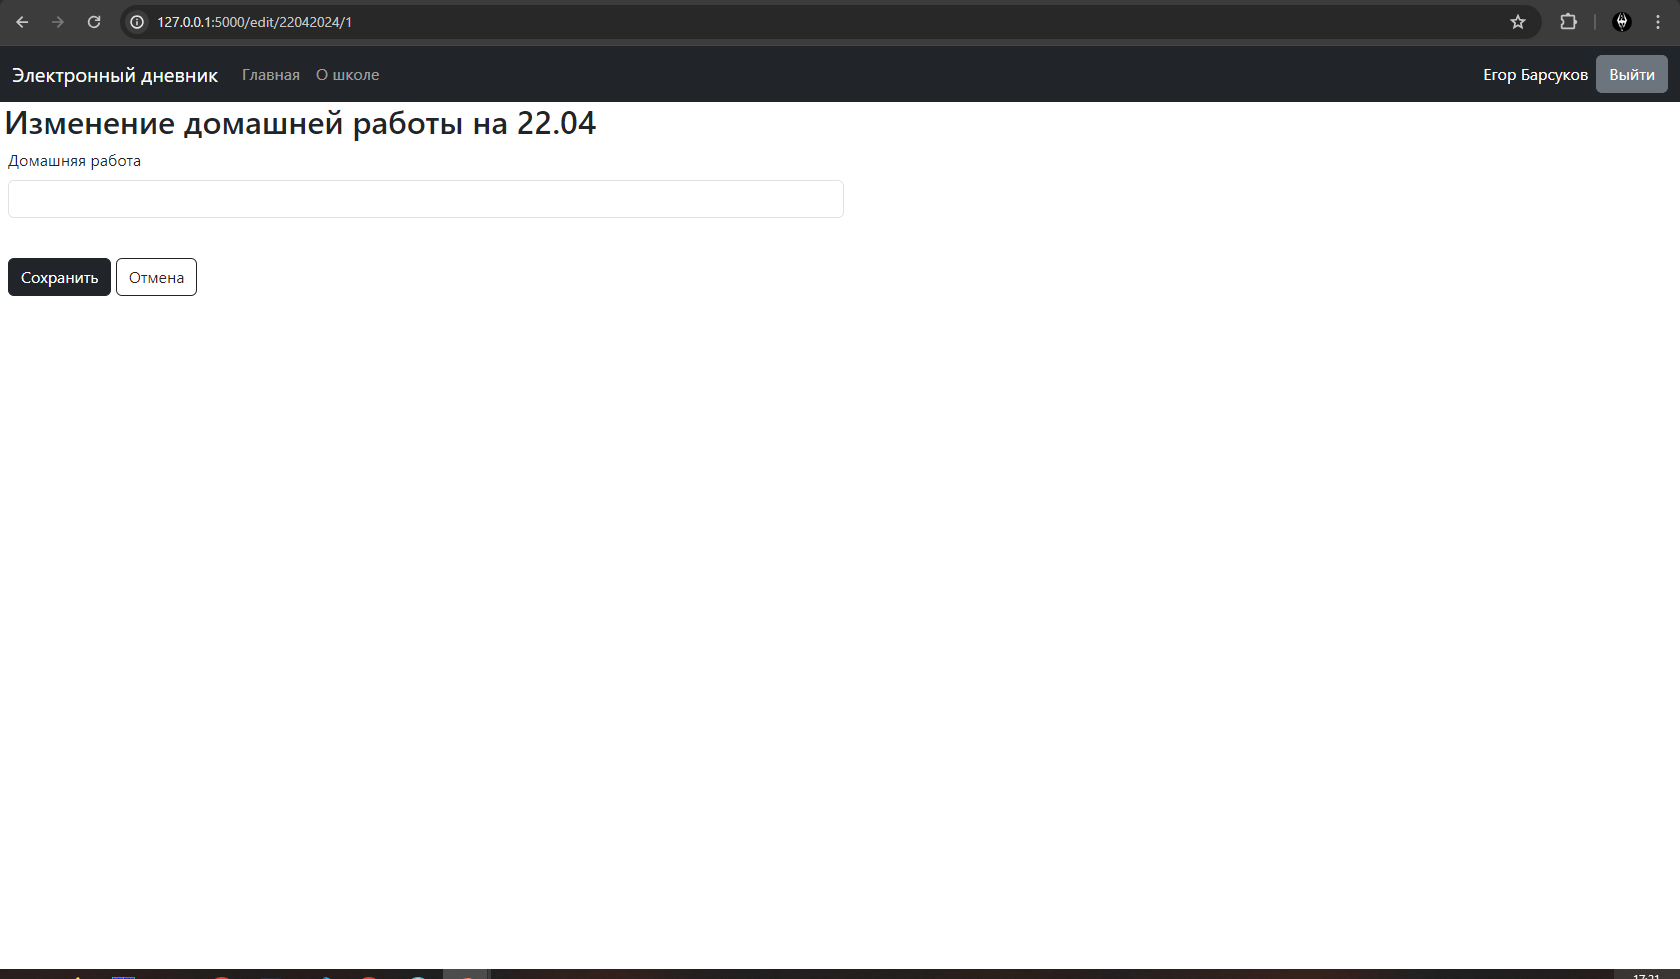 127.0.0.1:5000/edit/22042024/1
Электронный дневник Главная О школе Егор Барсуков Выйти
Изменение домашней работы на 22.04
Домашняя работа
Сохранить Отмена